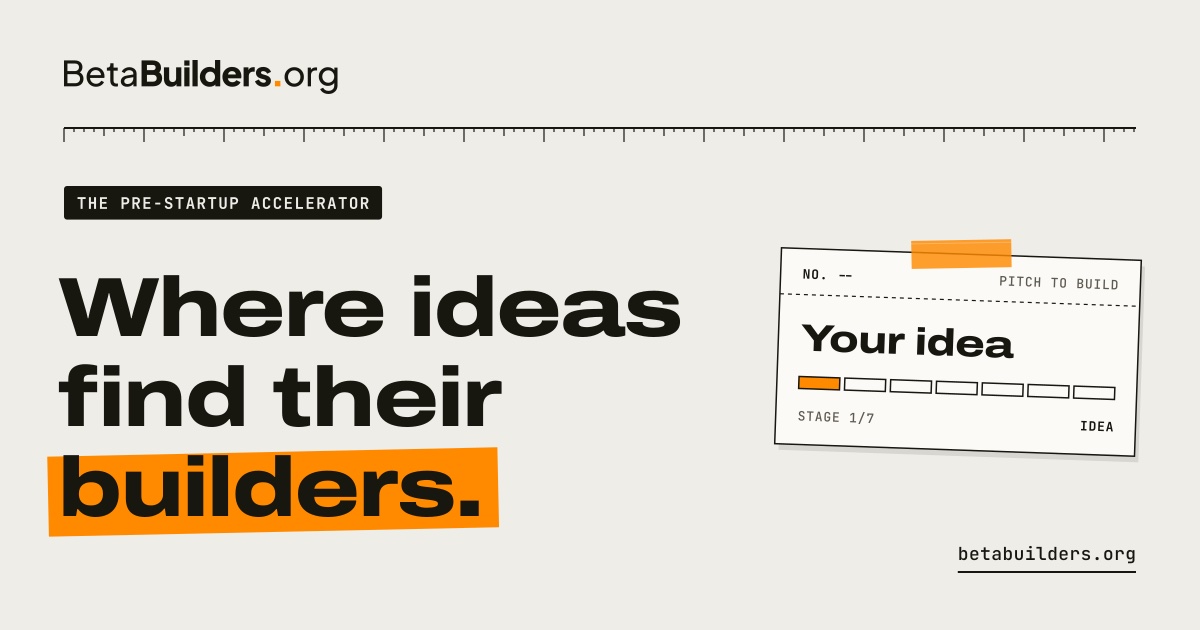 BetaBuilders.org
THE PRE-STARTUP ACCELERATOR
Where ideas
find their
builders.
NO. -- PITCH TO BUILD
Your idea
STAGE 1/7 IDEA
betabuilders.org